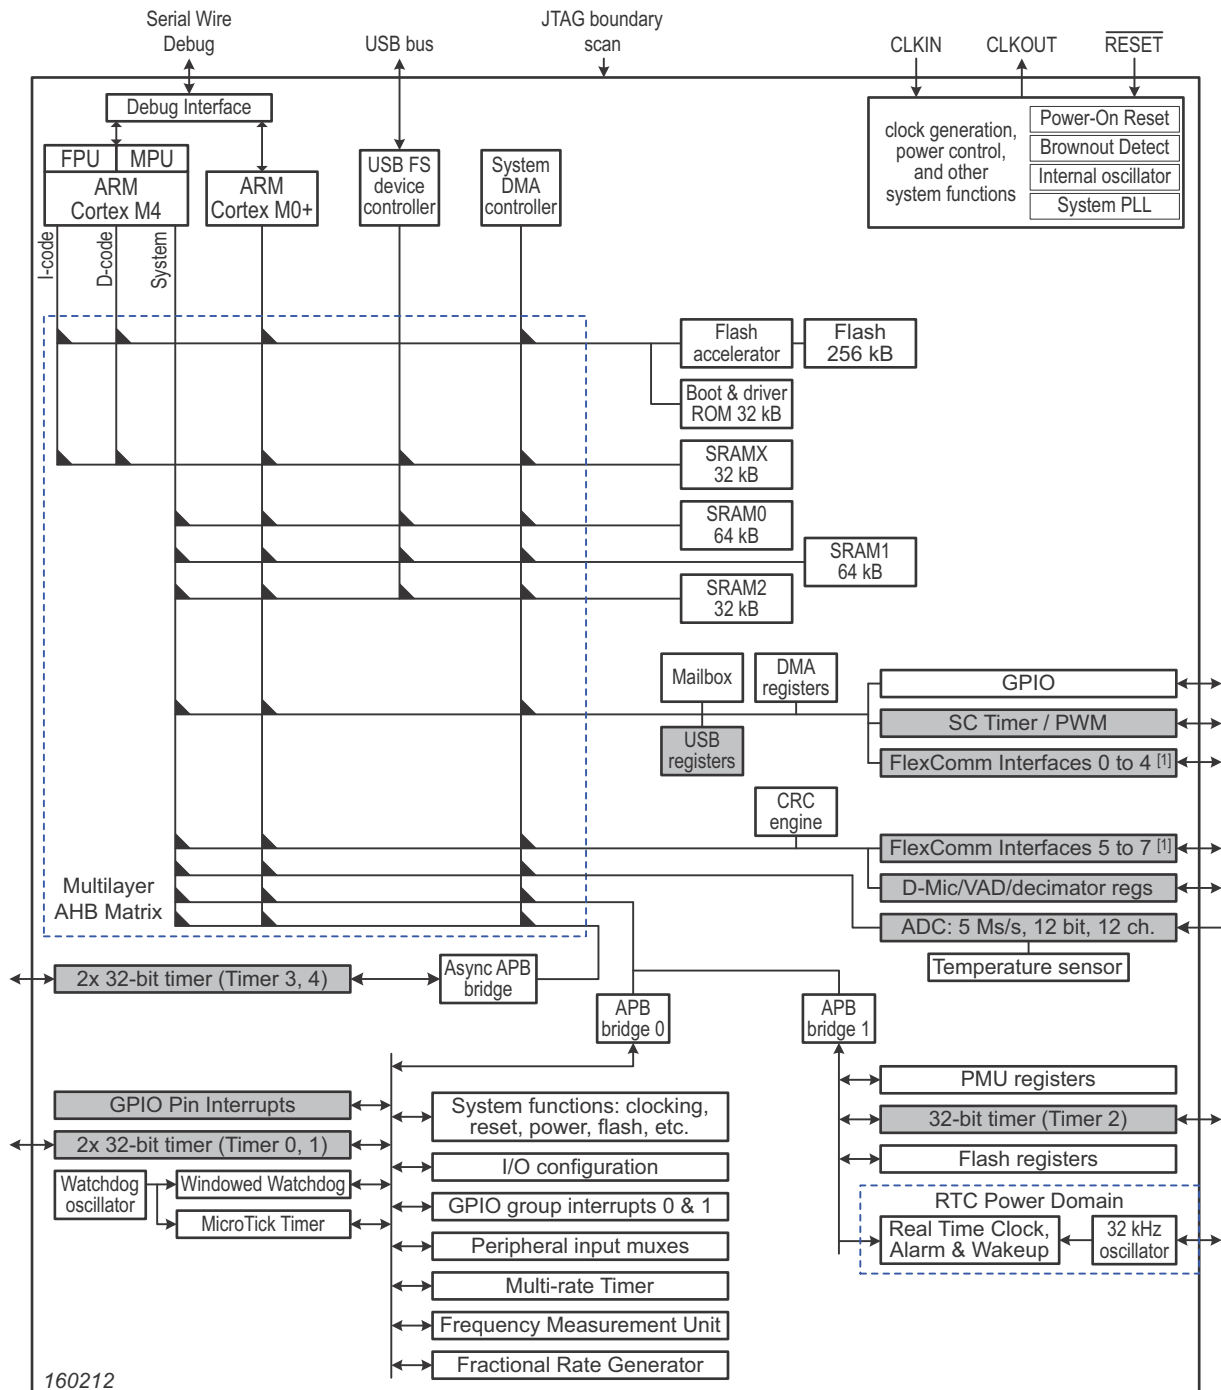 Serial Wire
Debug
USB bus
JTAG boundary
scan
CLKIN
CLKOUT
RESET
Debug Interface
FPU
MPU
ARM
Cortex M4
ARM
Cortex M0+
USB FS
device
controller
System
DMA
controller
clock generation,
power control,
and other
system functions
Power-On Reset
Brownout Detect
Internal oscillator
System PLL
I-code
D-code
System
Flash
accelerator
Flash
256 kB
Boot & driver
ROM 32 kB
SRAMX
32 kB
SRAM0
64 kB
SRAM1
64 kB
SRAM2
32 kB
Mailbox
DMA
registers
USB
registers
GPIO
SC Timer / PWM
FlexComm Interfaces 0 to 4 [1]
CRC
engine
FlexComm Interfaces 5 to 7 [1]
D-Mic/VAD/decimator regs
ADC: 5 Ms/s, 12 bit, 12 ch.
Temperature sensor
Multilayer
AHB Matrix
2x 32-bit timer (Timer 3, 4)
Async APB
bridge
APB
bridge 0
APB
bridge 1
GPIO Pin Interrupts
2x 32-bit timer (Timer 0, 1)
Watchdog
oscillator
Windowed Watchdog
MicroTick Timer
System functions: clocking,
reset, power, flash, etc.
I/O configuration
GPIO group interrupts 0 & 1
Peripheral input muxes
Multi-rate Timer
Frequency Measurement Unit
Fractional Rate Generator
PMU registers
32-bit timer (Timer 2)
Flash registers
RTC Power Domain
Real Time Clock,
Alarm & Wakeup
32 kHz
oscillator
160212